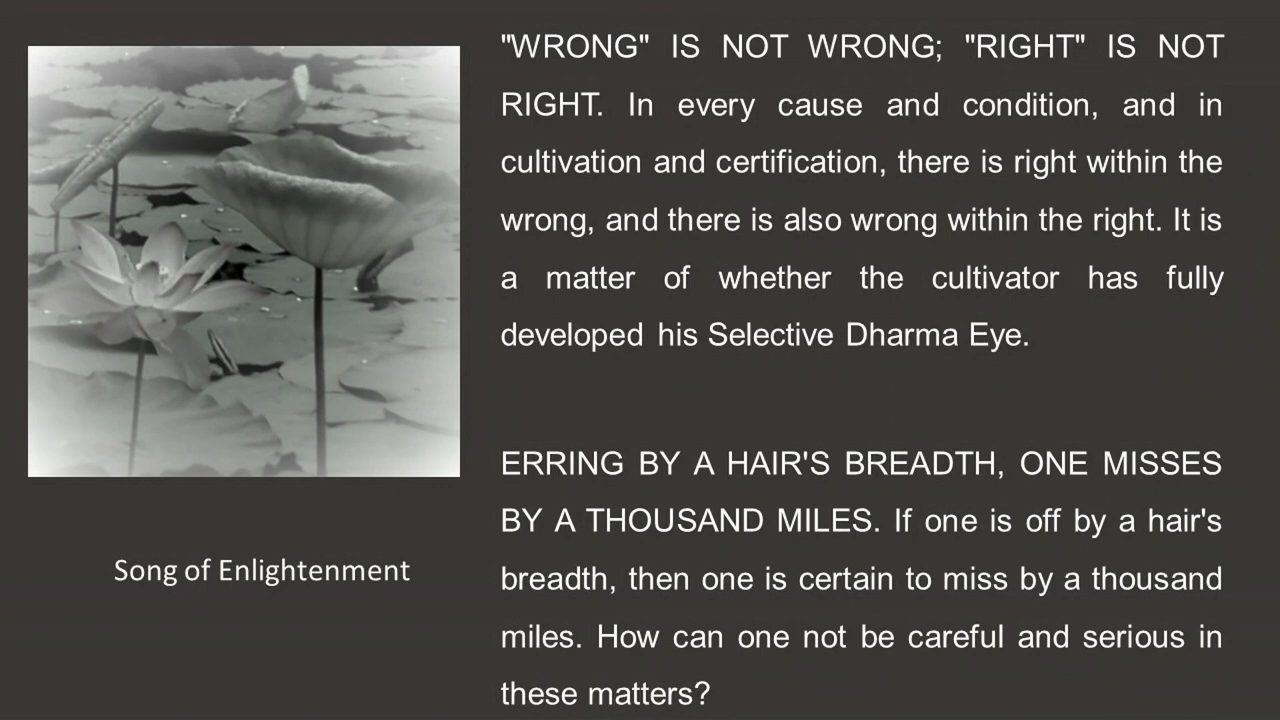 "WRONG" IS NOT WRONG; "RIGHT" IS NOT
RIGHT. In every cause and condition, and in
cultivation and certification, there is right within the
wrong, and there is also wrong within the right. It is
a matter of whether the cultivator has fully
developed his Selective Dharma Eye.
ERRING BY A HAIR'S BREADTH, ONE MISSES
BY A THOUSAND MILES. If one is off by a hair's
breadth, then one is certain to miss by a thousand
miles. How can one not be careful and serious in
these matters?
Song of Enlightenment